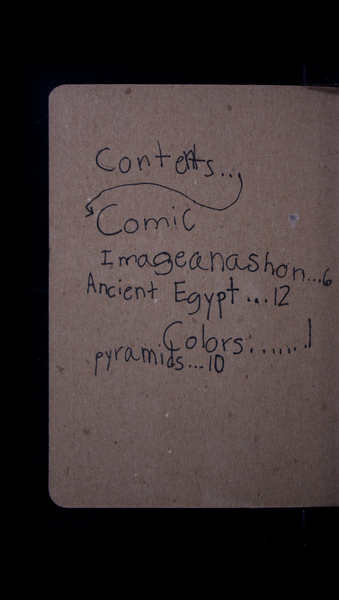 Contents...
Comic
Imageanashon...6
Ancient Egypt...12
Colors.......1
pyramids...10